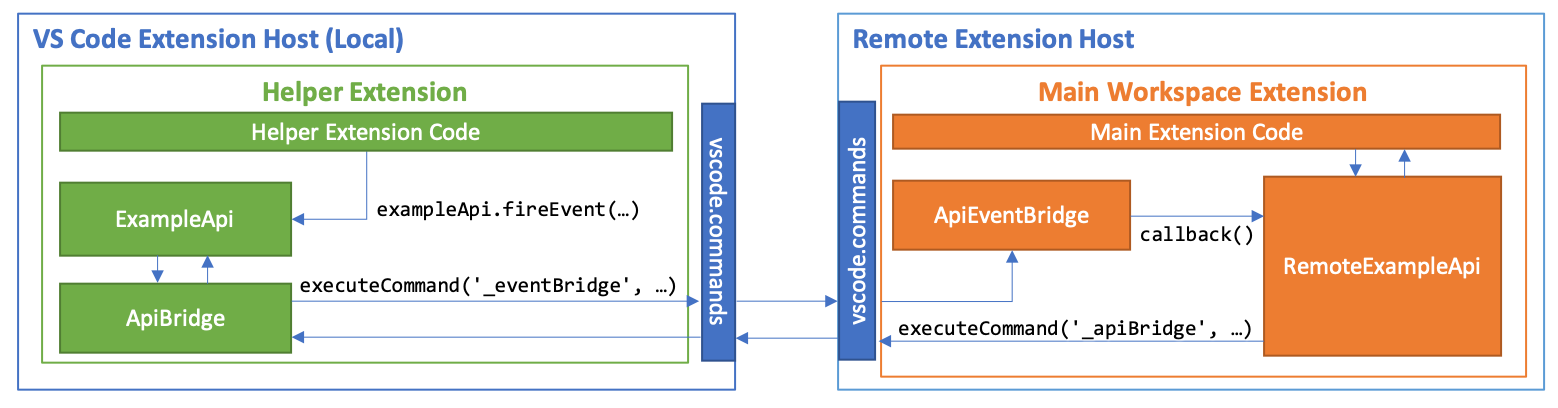 VS Code Extension Host (Local)
Helper Extension
Helper Extension Code
ExampleApi
exampleApi.fireEvent(…)
executeCommand('_eventBridge', …)
ApiBridge
vscode.commands
Remote Extension Host
Main Workspace Extension
Main Extension Code
vscode.commands
ApiEventBridge
callback()
RemoteExampleApi
executeCommand('_apiBridge', …)